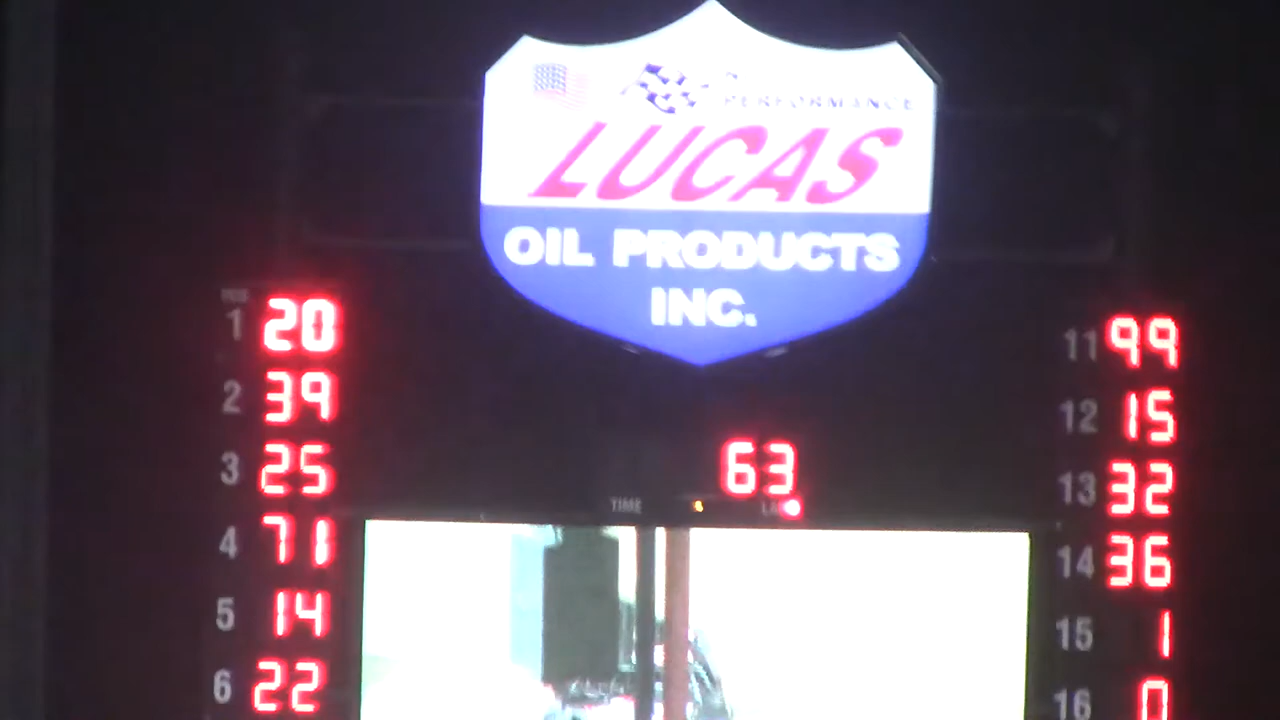 PERFORMANCE
LUCAS
OIL PRODUCTS
INC.
1 20
2 39
3 25
4 71
5 14
6 22
63
TIME
11 99
12 15
13 32
14 36
15 1
16 0